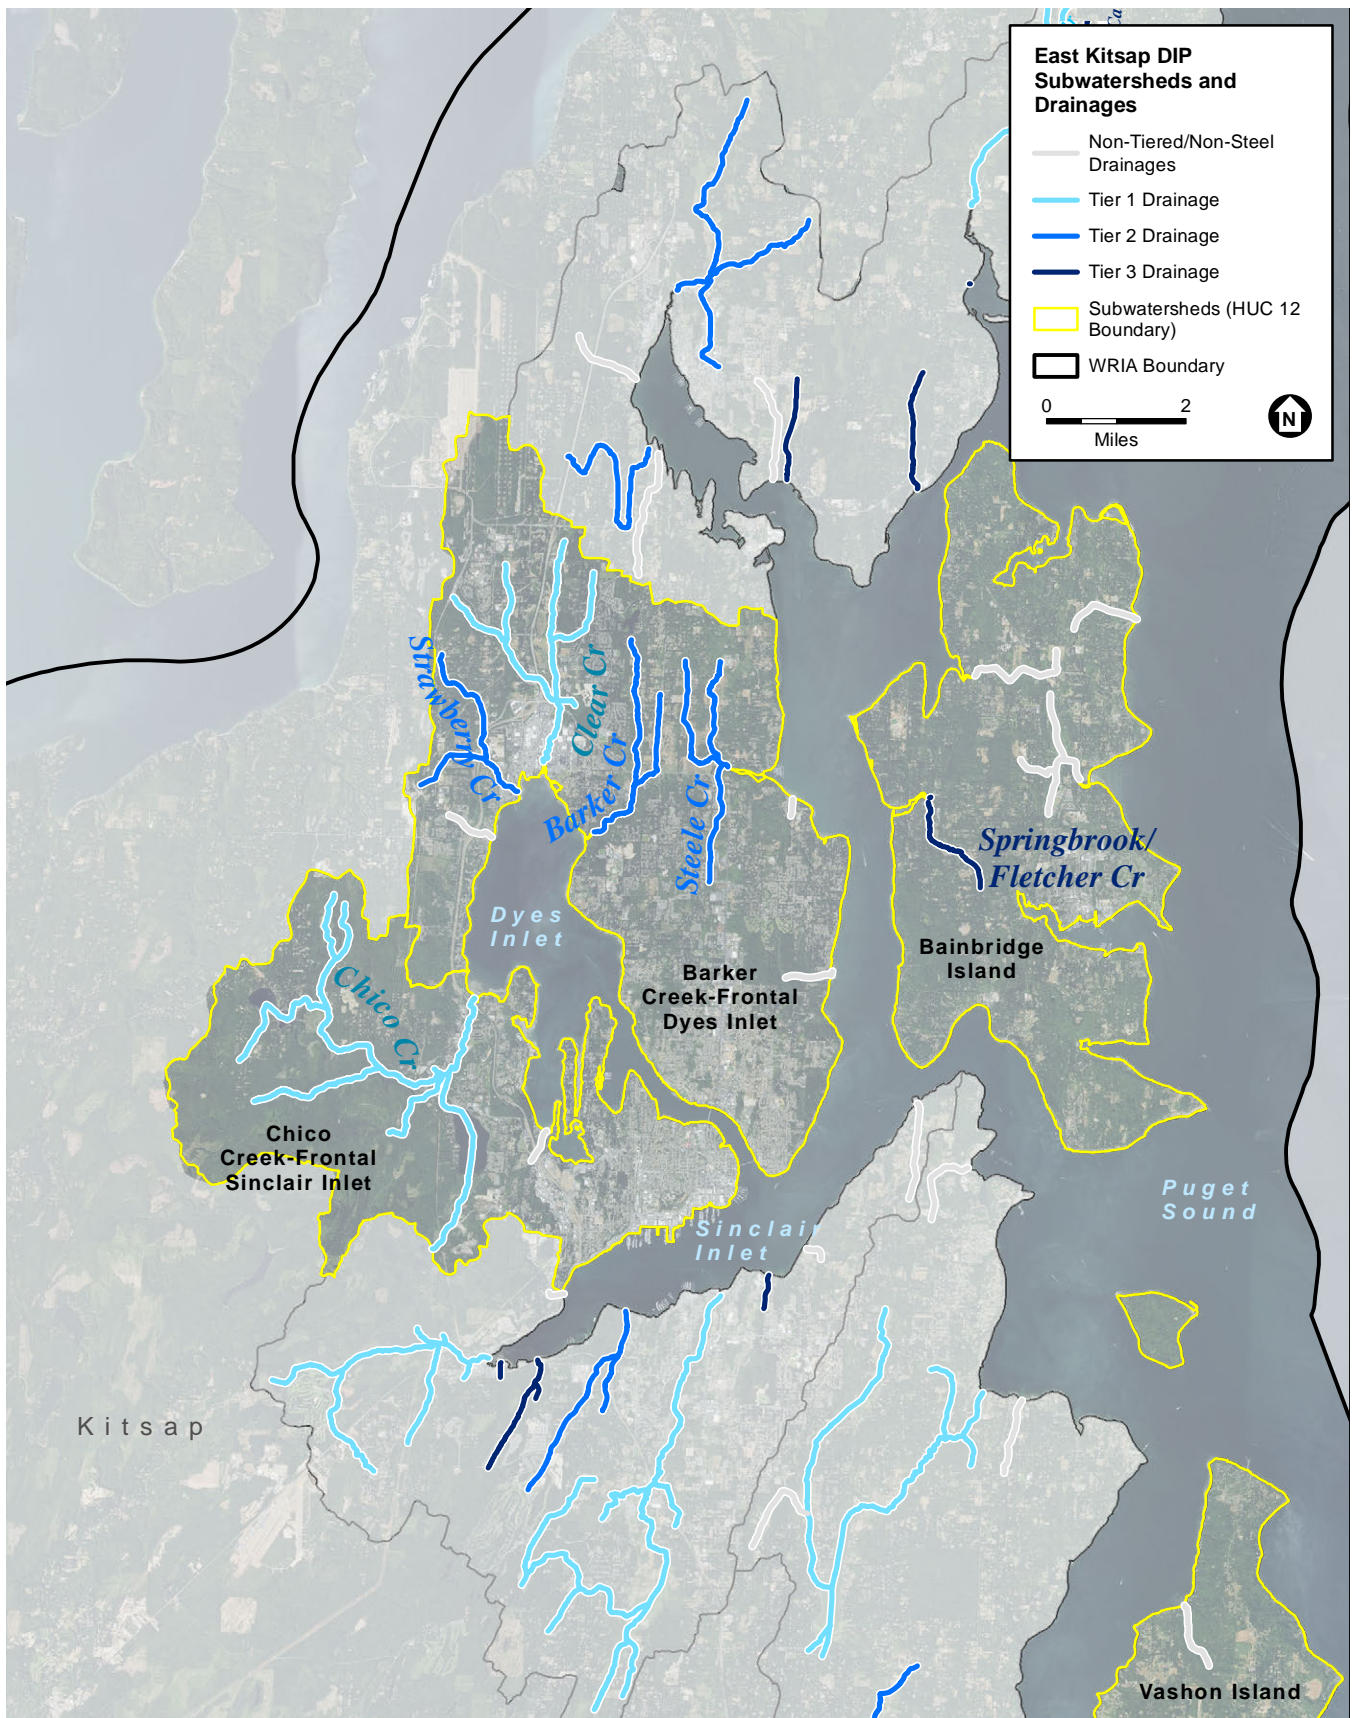 Ca
East Kitsap DIP
Subwatersheds and
Drainages
Non-Tiered/Non-Steel
Drainages
Tier 1 Drainage
Tier 2 Drainage
Tier 3 Drainage
Subwatersheds (HUC 12
Boundary)
WRIA Boundary
0 2
Miles
N
Strawberry Cr
Clear Cr
Barker Cr
Steele Cr
Springbrook/
Fletcher Cr
Dyes
Inlet
Bainbridge
Island
Barker
Creek-Frontal
Dyes Inlet
Chico Cr
Chico
Creek-Frontal
Sinclair Inlet
Puget
Sound
Sinclair
Inlet
Kitsap
Vashon Island